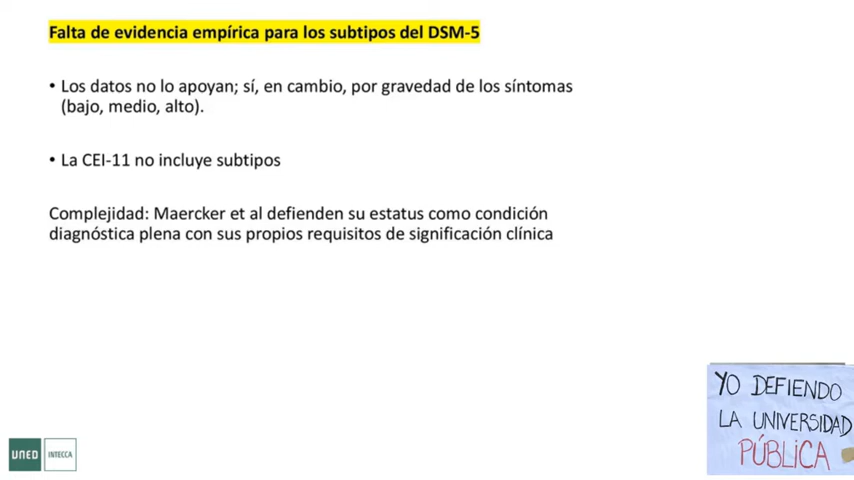 Falta de evidencia empírica para los subtipos del DSM-5
• Los datos no lo apoyan; sí, en cambio, por gravedad de los síntomas
(bajo, medio, alto).
• La CEI-11 no incluye subtipos
Complejidad: Maercker et al defienden su estatus como condición
diagnóstica plena con sus propios requisitos de significación clínica
YO DEFIENDO
LA UNIVERSIDAD
PÚBLICA
UNED INTECCA